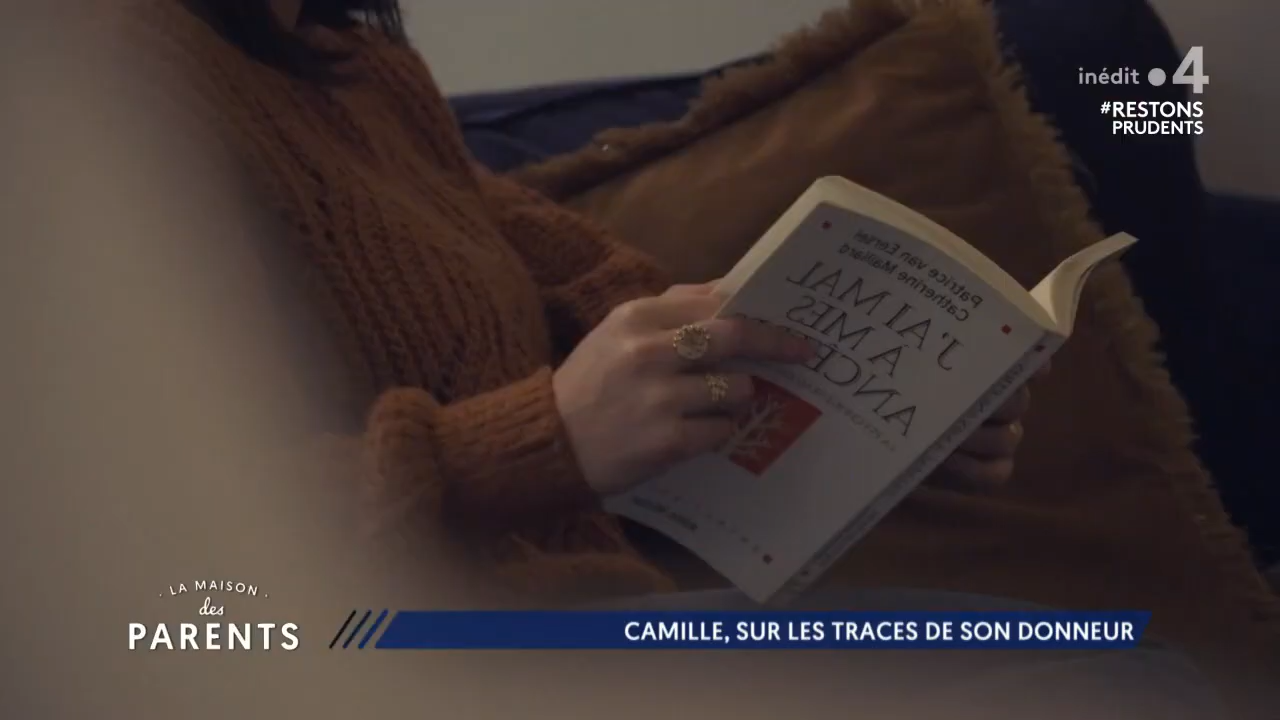 inédit 4
#RESTONS
PRUDENTS
Patrice van Eersel
Catherine Maillard
J'AI MAL
À MES
ANCÊ
LA MAISON
des
PARENTS
CAMILLE, SUR LES TRACES DE SON DONNEUR